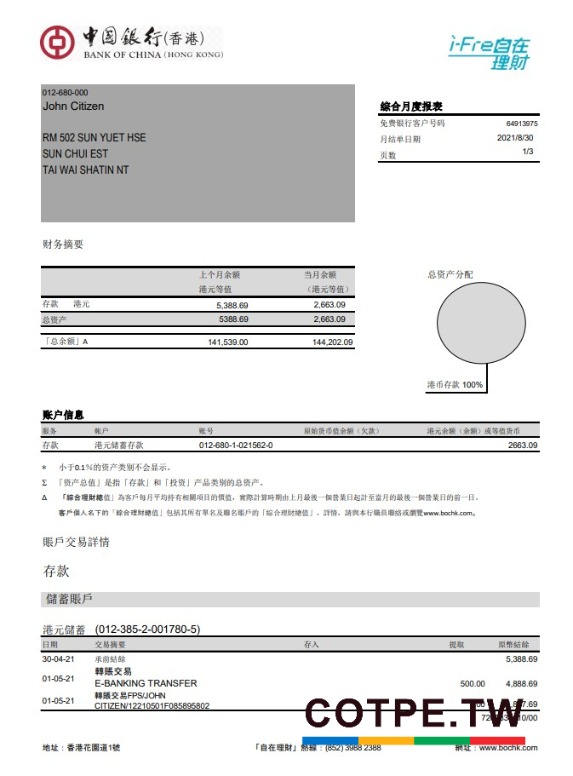 中國銀行(香港)
BANK OF CHINA (HONG KONG)
i-Free自在
理財
012-680-000
John Citizen
RM 502 SUN YUET HSE
SUN CHUI EST
TAI WAI SHATIN NT
綜合月度报表
免费银行客户号码 64913975
月结单日期 2021/8/30
页数 1/3
财务摘要
上个月余额 当月余额
港元等值 (港元等值)
存款 港元 5,388.69 2,663.09
总资产 5388.69 2,663.09
「总余额」Δ 141,539.00 144,202.09
总资产分配
港币存款 100%
账户信息
服务 帐户 账号 原始货币值余额(欠款) 港元余额(余额)或等值货币
存款 港元儲蓄存款 012-680-1-021562-0 2663.09
* 小于0.1%的资产类别不会显示。
Σ 「资产总值」是指「存款」和「投资」产品类别的总资产。
Δ 「綜合理財總值」為客戶每月平均持有相關項目的價值，實際計算時期由上月最後一個營業日起計至當月的最後一個營業日的前一日。
客戶個人名下的「綜合理財總值」包括其所有單名及聯名賬戶的「綜合理財總值」。詳情，請與本行職員聯絡或瀏覽www.bochk.com。
賬戶交易詳情
存款
儲蓄賬戶
港元儲蓄 (012-385-2-001780-5)
日期 交易摘要 存入 提取 原幣結餘
30-04-21 承前結餘 5,388.69
01-05-21 轉賬交易
E-BANKING TRANSFER 500.00 4,888.69
01-05-21 轉賬交易FPS/JOHN
CITIZEN/12210501F085895802
COTPE.TW
地址：香港花園道1號 「自在理財」熱線：(852) 3988 2388 網址：www.bochk.com